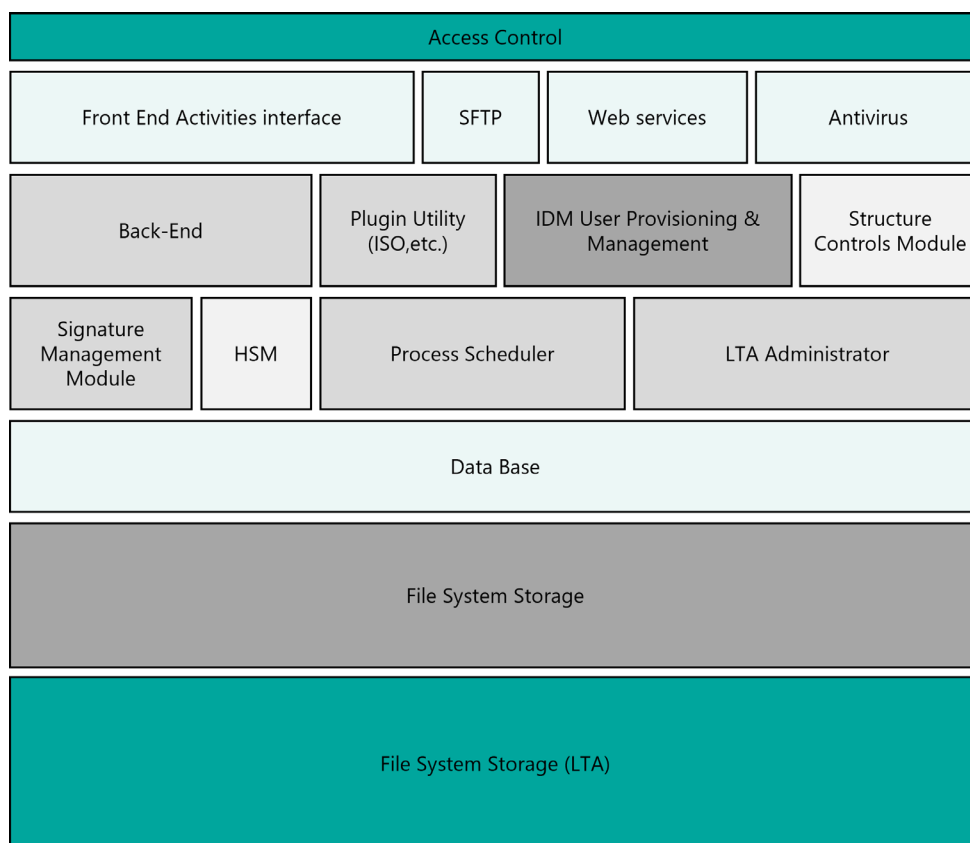 Access Control
Front End Activities interface
SFTP
Web services
Antivirus
Back-End
Plugin Utility
(ISO,etc.)
IDM User Provisioning &
Management
Structure
Controls Module
Signature
Management
Module
HSM
Process Scheduler
LTA Administrator
Data Base
File System Storage
File System Storage (LTA)